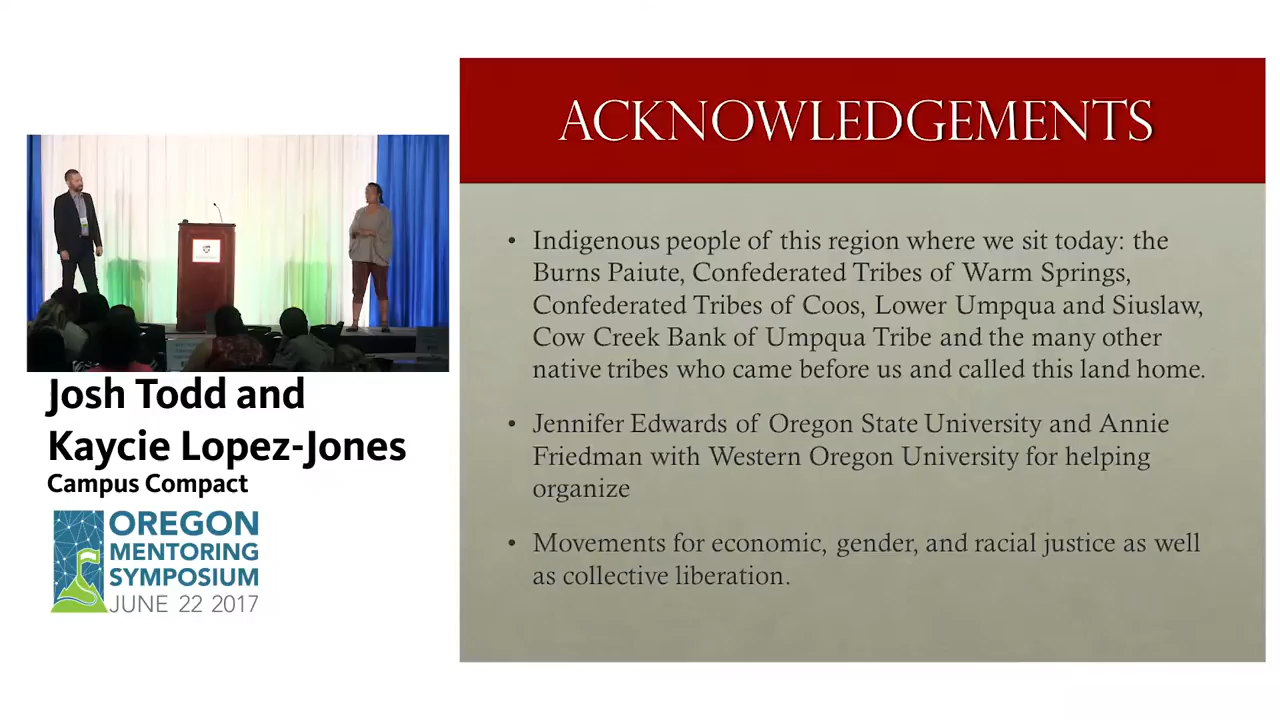 ACKNOWLEDGEMENTS
• Indigenous people of this region where we sit today: the
Burns Paiute, Confederated Tribes of Warm Springs,
Confederated Tribes of Coos, Lower Umpqua and Siuslaw,
Cow Creek Bank of Umpqua Tribe and the many other
native tribes who came before us and called this land home.
• Jennifer Edwards of Oregon State University and Annie
Friedman with Western Oregon University for helping
organize
• Movements for economic, gender, and racial justice as well
as collective liberation.
Josh Todd and
Kaycie Lopez-Jones
Campus Compact
OREGON
MENTORING
SYMPOSIUM
JUNE 22 2017